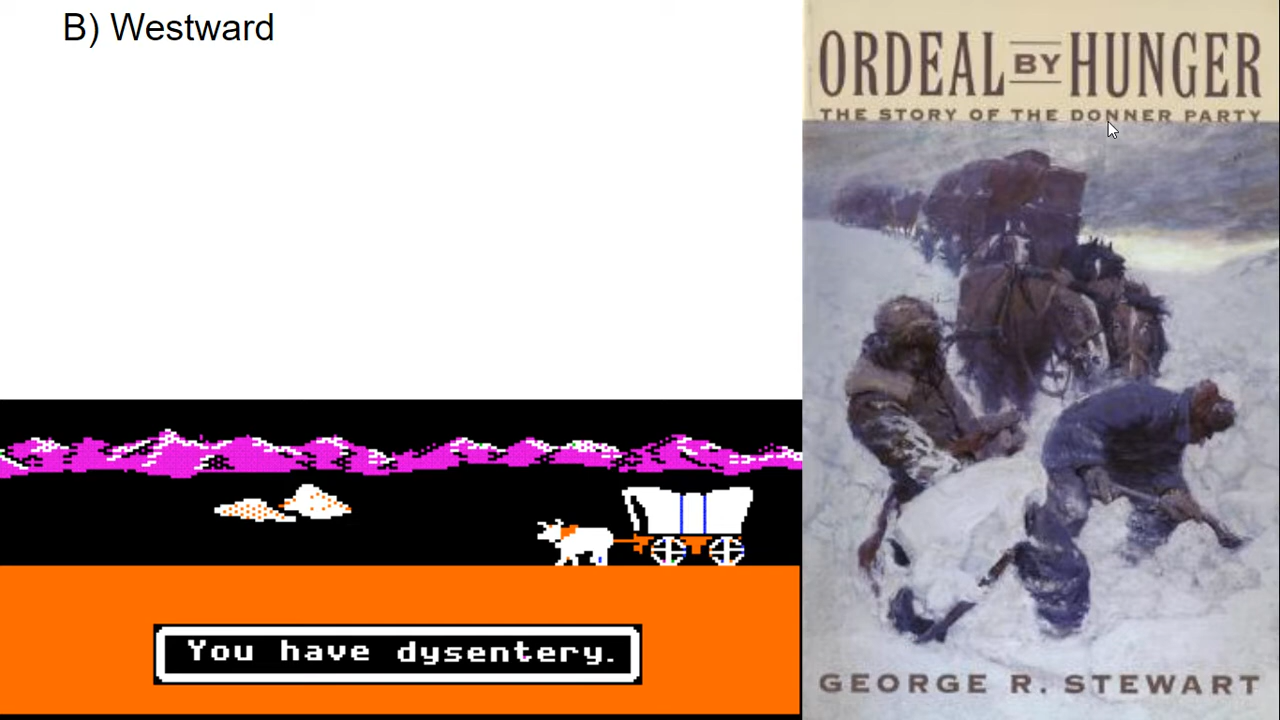 B) Westward
ORDEAL BY HUNGER
THE STORY OF THE DONNER PARTY
You have dysentery.
GEORGE R. STEWART